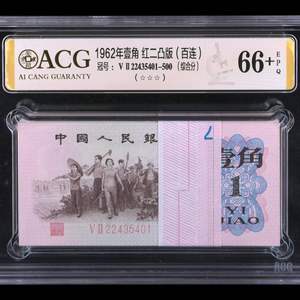 ACG
AI CANG GUARANTY
1962年壹角 红二凸版（百连）
冠号：V II 22435401-500（综合分）
（☆☆☆）
66+
EPQ
中國人民銀
V II 22435401
壹角
1
YI
JIAO
ACG